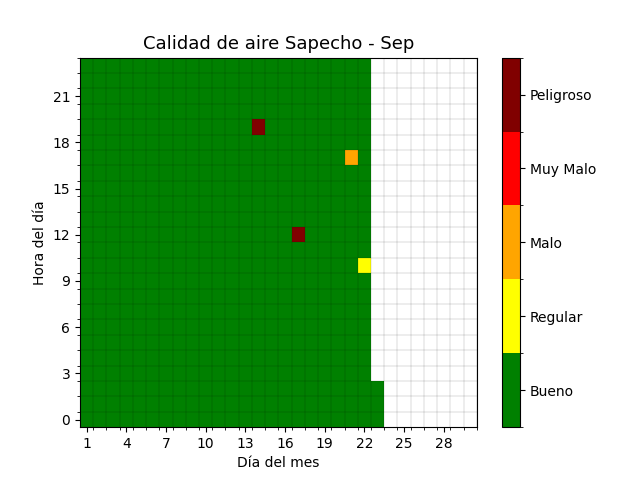 Calidad de aire Sapecho - Sep
21
18
15
12
9
6
3
0
Hora del día
1 4 7 10 13 16 19 22 25 28
Día del mes
Peligroso
Muy Malo
Malo
Regular
Bueno